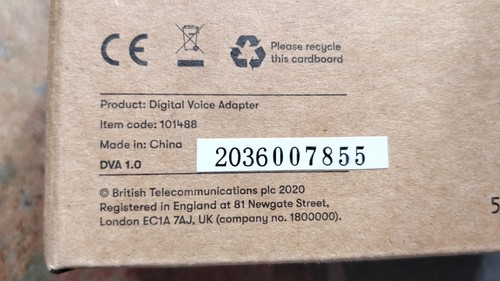 CE
Please recycle
this cardboard
Product: Digital Voice Adapter
Item code: 101488
Made in: China
DVA 1.0
2036007855
© British Telecommunications plc 2020
Registered in England at 81 Newgate Street,
London EC1A 7AJ, UK (company no. 1800000).
5